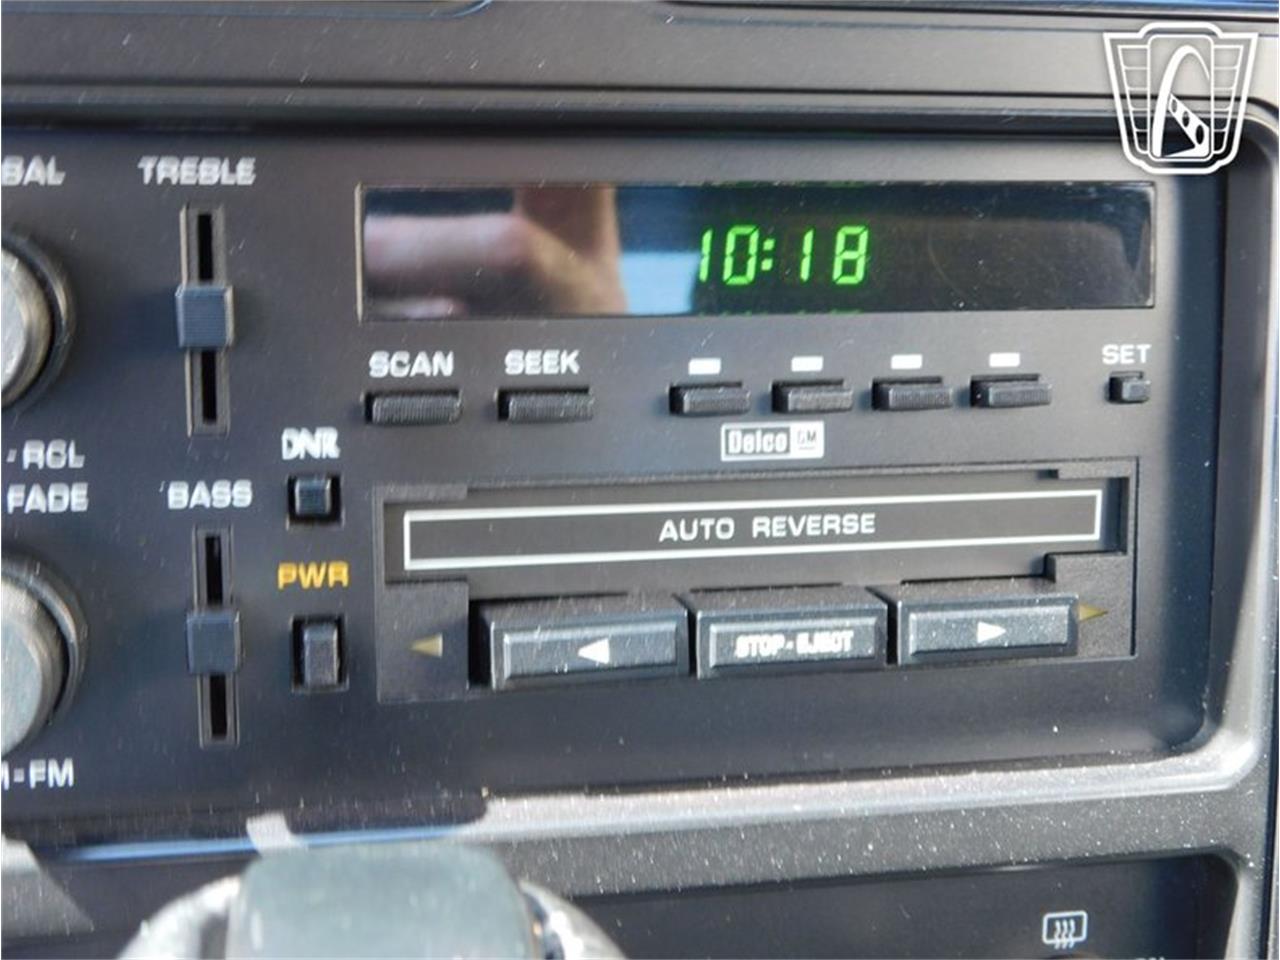 BAL
TREBLE
10:18
SCAN
SEEK
SET
DNR
Delco GM
-RCL
FADE
BASS
AUTO REVERSE
PWR
STOP-EJECT
-FM